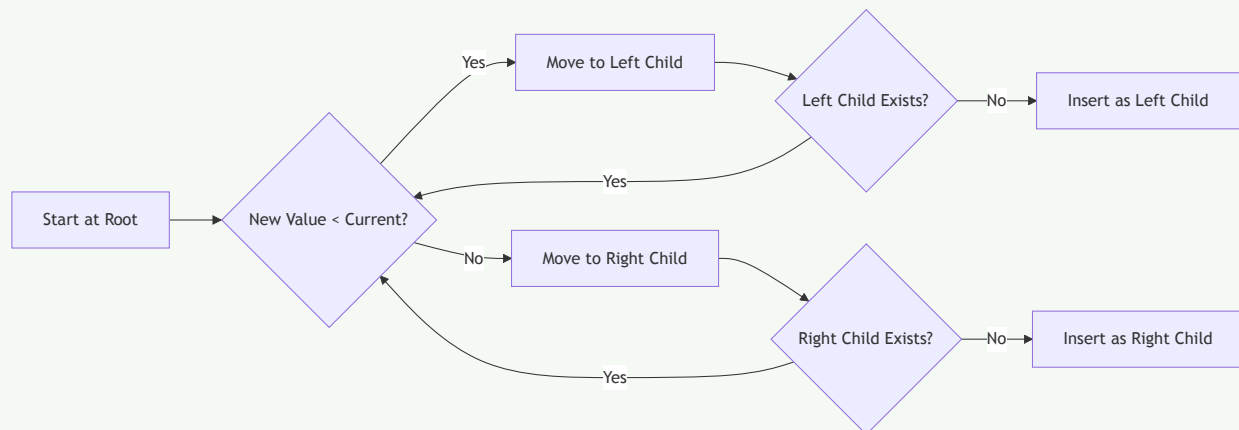 Start at Root
New Value < Current?
Yes
Move to Left Child
Left Child Exists?
No
Insert as Left Child
Yes
No
Move to Right Child
Right Child Exists?
No
Insert as Right Child
Yes